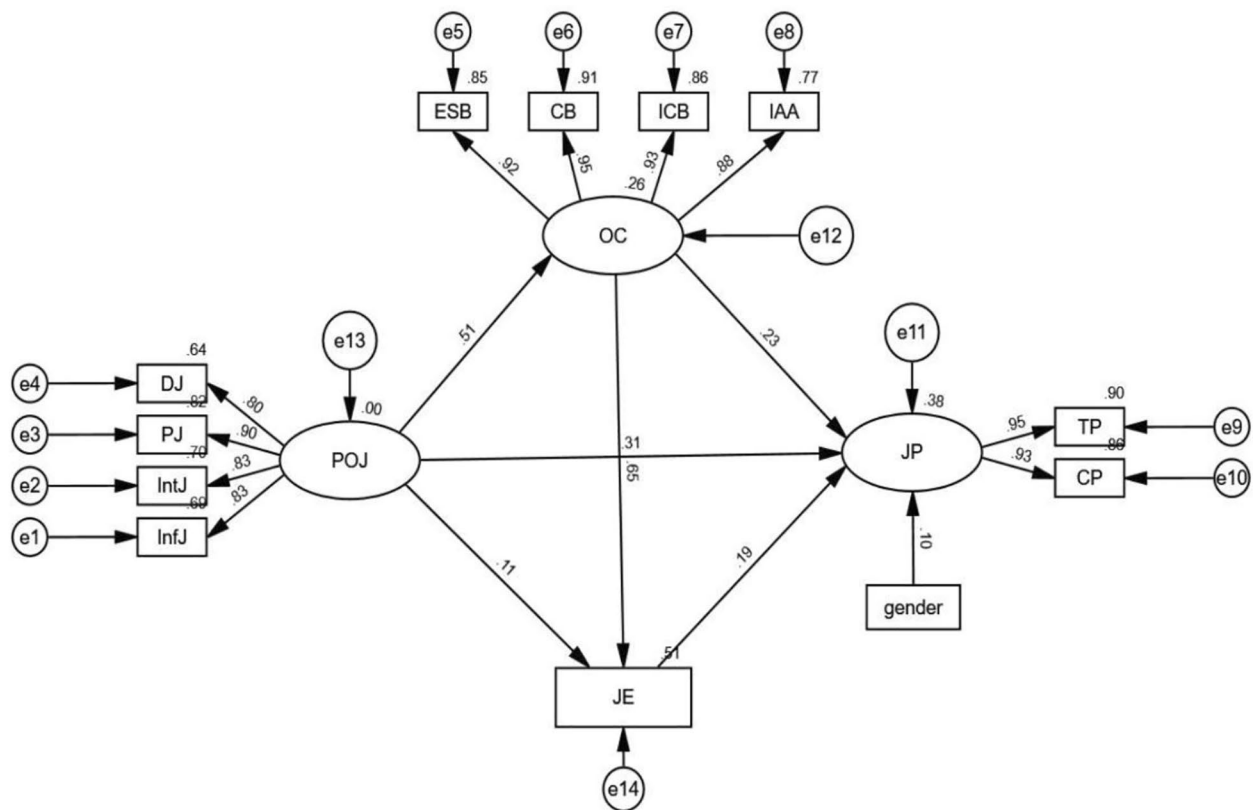 e5
e6
e7
e8
.85
.91
.86
.77
ESB
CB
ICB
IAA
.92
.95
.93
.88
.26
OC
e12
.51
.23
e13
e11
.64
e4
DJ
.80
.00
.38
.90
.82
e3
PJ
.90
POJ
.31
.65
JP
.95
TP
e9
.70
e2
IntJ
.83
.93
.86
CP
e10
.69
e1
InfJ
.83
.11
.19
.10
gender
.51
JE
e14